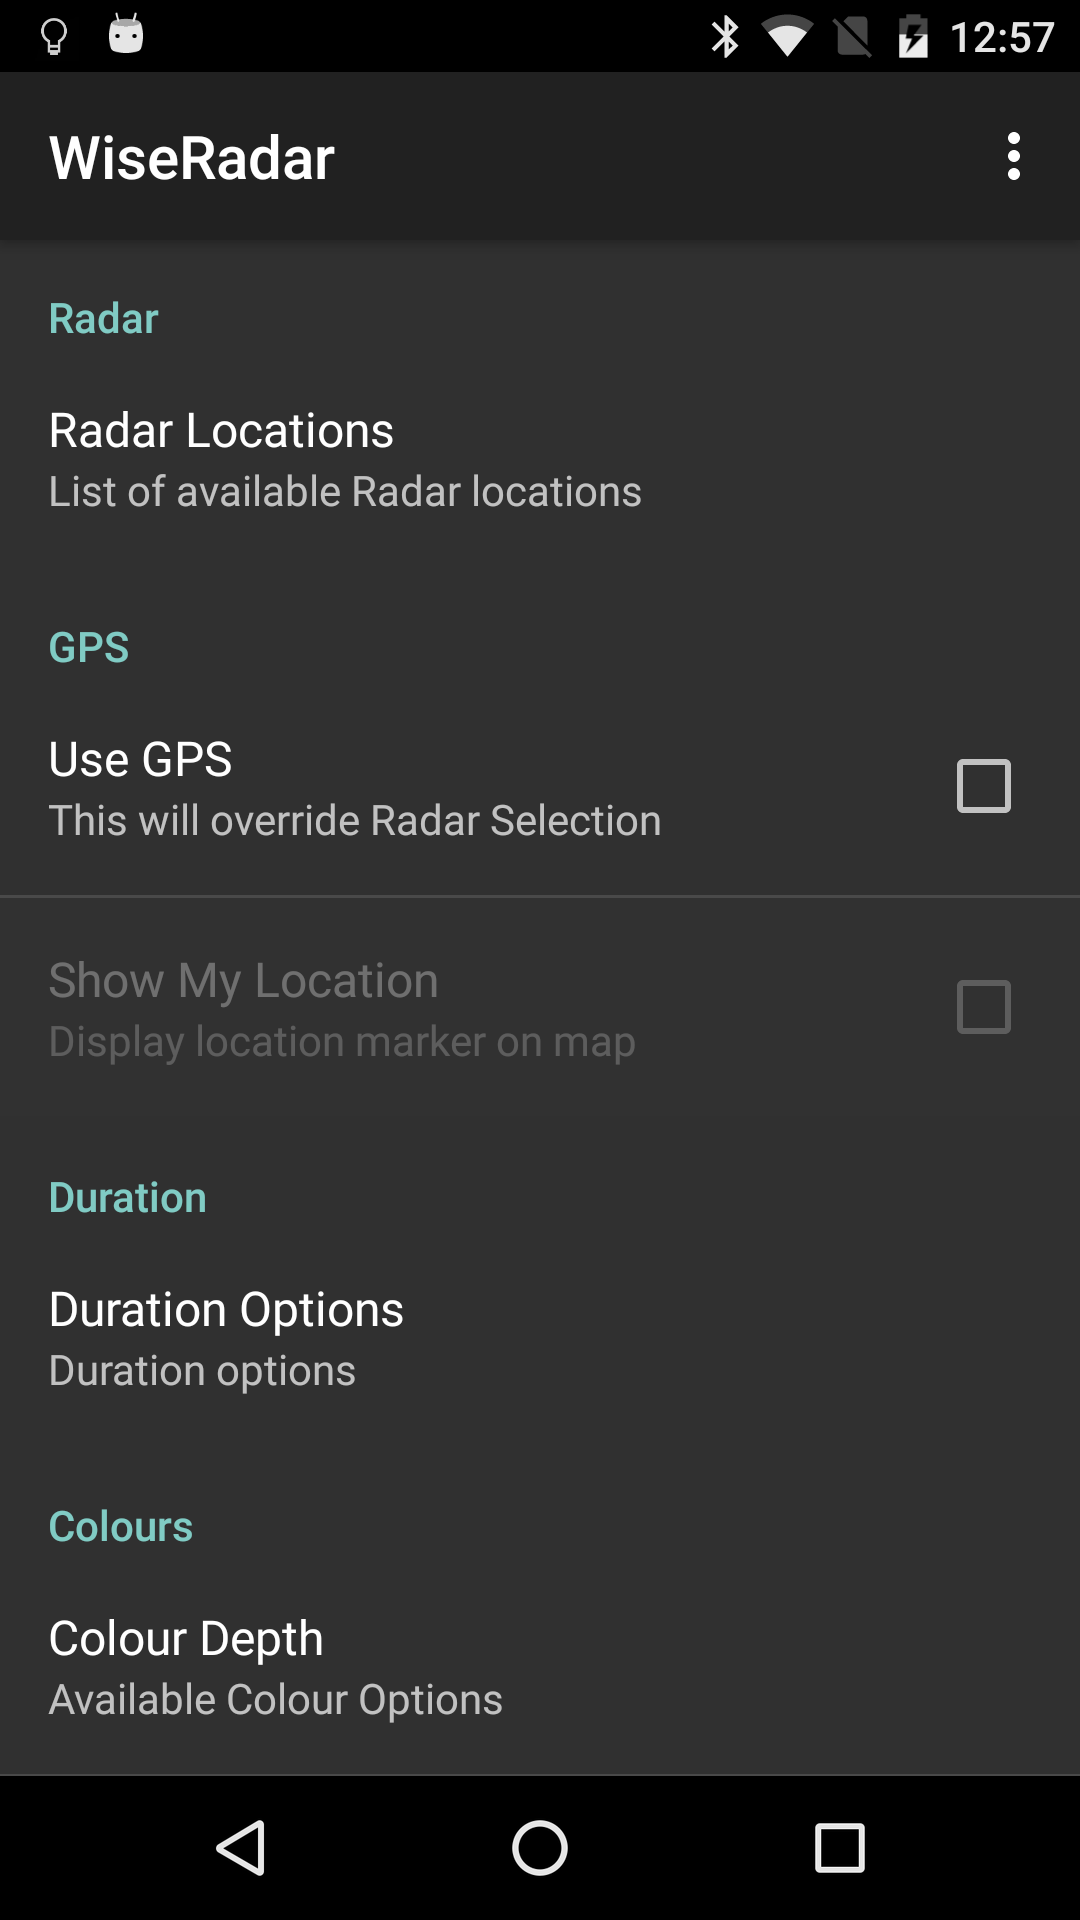 12:57
WiseRadar
Radar
Radar Locations
List of available Radar locations
GPS
Use GPS
This will override Radar Selection
Show My Location
Display location marker on map
Duration
Duration Options
Duration options
Colours
Colour Depth
Available Colour Options